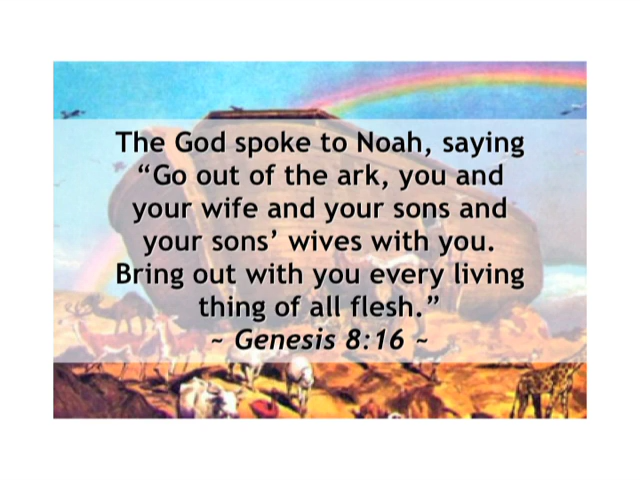 The God spoke to Noah, saying
“Go out of the ark, you and
your wife and your sons and
your sons’ wives with you.
Bring out with you every living
thing of all flesh.”
~ Genesis 8:16 ~